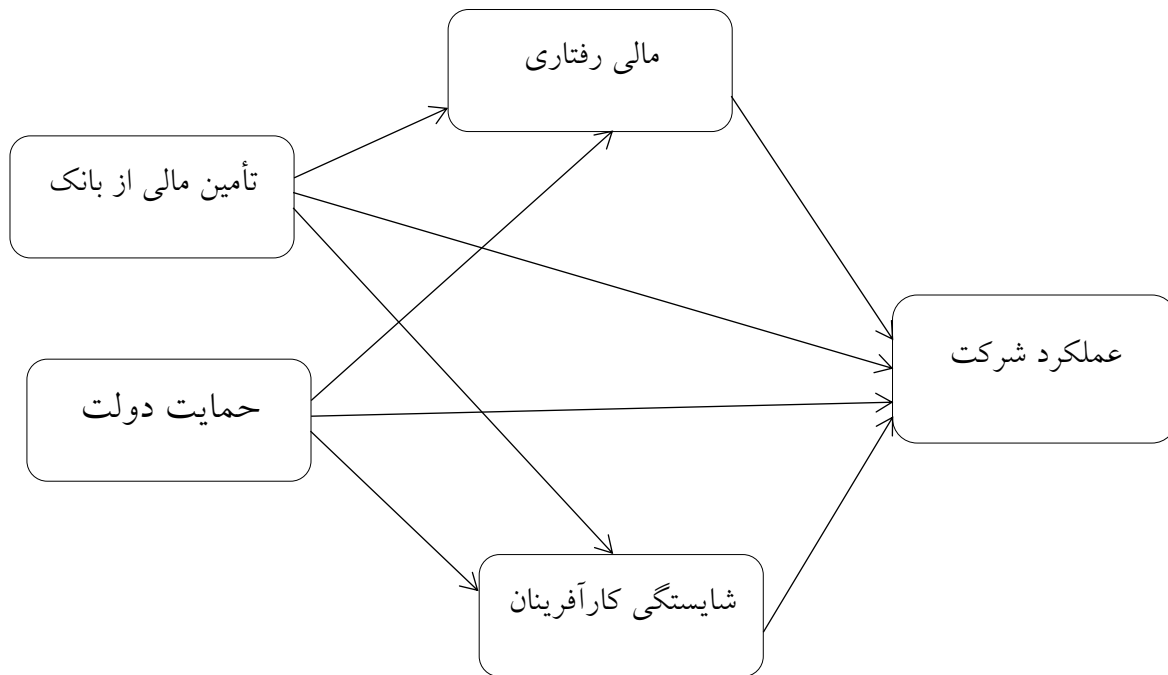 مالی رفتاری
تأمین مالی از بانک
عملکرد شرکت
حمایت دولت
شایستگی کارآفرینان